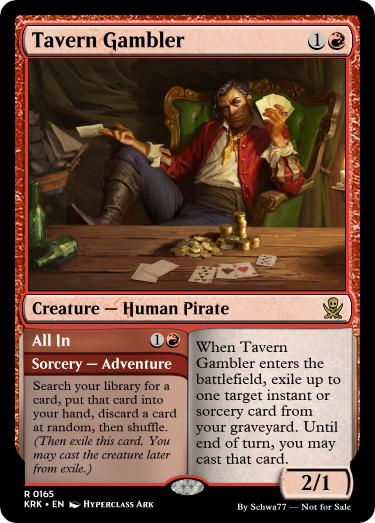 Tavern Gambler 1
Creature — Human Pirate
All In 1
Sorcery — Adventure
Search your library for a
card, put that card into
your hand, discard a card
at random, then shuffle.
(Then exile this card. You
may cast the creature later
from exile.)
When Tavern
Gambler enters the
battlefield, exile up to
one target instant or
sorcery card from
your graveyard. Until
end of turn, you may
cast that card.
2/1
R 0165
KRK • EN Hyperclass Ark
By Schwa77 — Not for Sale